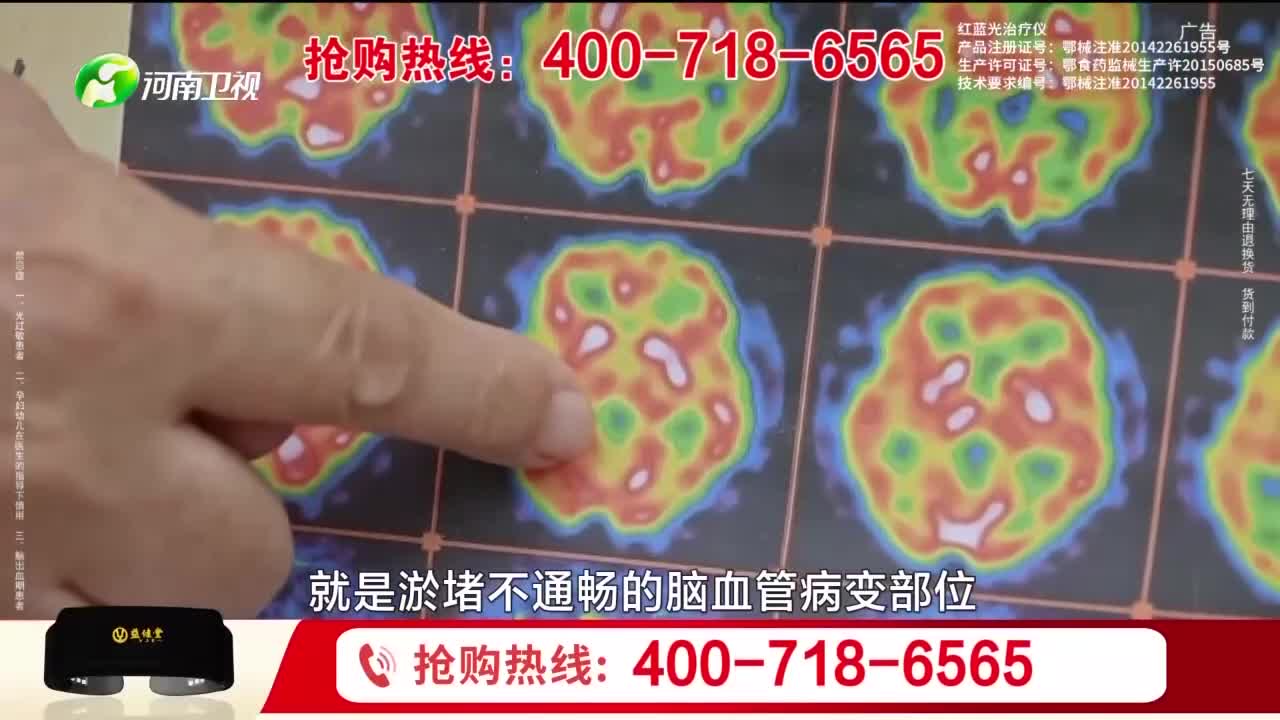 河南卫视
抢购热线：400-718-6565
红蓝光治疗仪
广告
产品注册证号：鄂械注准20142261955号
生产许可证号：鄂食药监械生产许20150685号
技术要求编号：鄂械注准20142261955
七天无理由退换货 货到付款
禁忌症 一、光过敏患者 二、孕妇幼儿在医生的指导下慎用 三、脑出血期患者
就是淤堵不通畅的脑血管病变部位
益佳堂
抢购热线：400-718-6565